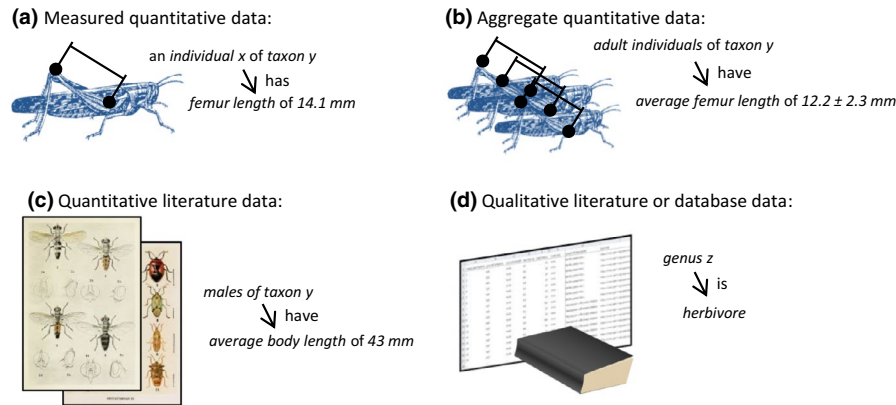 (a) Measured quantitative data:
an individual x of taxon y
has
femur length of 14.1 mm
(b) Aggregate quantitative data:
adult individuals of taxon y
have
average femur length of 12.2 ± 2.3 mm
(c) Quantitative literature data:
males of taxon y
have
average body length of 43 mm
(d) Qualitative literature or database data:
genus z
is
herbivore